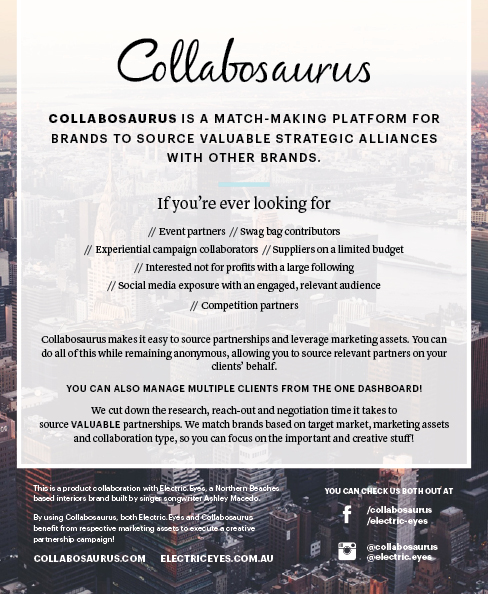 Collabosaurus
COLLABOSAURUS IS A MATCH-MAKING PLATFORM FOR
BRANDS TO SOURCE VALUABLE STRATEGIC ALLIANCES
WITH OTHER BRANDS.
If you're ever looking for
// Event partners // Swag bag contributors
// Experiential campaign collaborators // Suppliers on a limited budget
// Interested not for profits with a large following
// Social media exposure with an engaged, relevant audience
// Competition partners
Collabosaurus makes it easy to source partnerships and leverage marketing assets. You can
do all of this while remaining anonymous, allowing you to source relevant partners on your
clients' behalf.
YOU CAN ALSO MANAGE MULTIPLE CLIENTS FROM THE ONE DASHBOARD!
We cut down the research, reach-out and negotiation time it takes to
source VALUABLE partnerships. We match brands based on target market, marketing assets
and collaboration type, so you can focus on the important and creative stuff!
This is a product collaboration with Electric Eyes, a Northern Beaches
based interiors brand built by singer songwriter Ashley Macedo.
By using Collabosaurus, both Electric Eyes and Collabosaurus
benefit from respective marketing assets to execute a creative
partnership campaign!
COLLABOSAURUS.COM ELECTRICEYES.COM.AU
YOU CAN CHECK US BOTH OUT AT
/collabosaurus
/electric-eyes
@collabosaurus
@electric.eyes